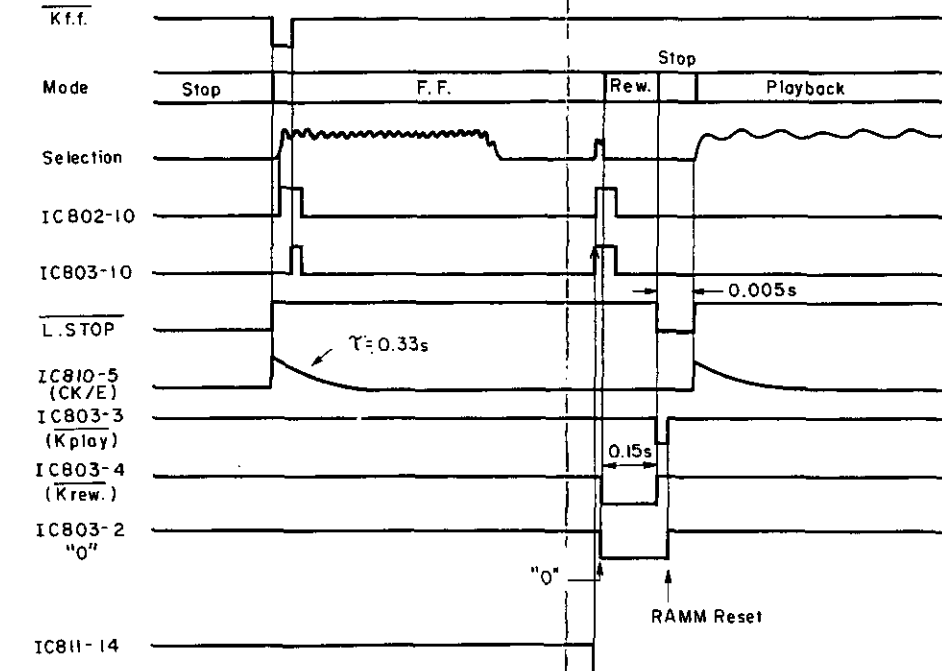 Kf.f.
Stop
Mode Stop F. F. Rew. Playback
Selection
IC802-10
IC803-10
0.005s
L.STOP
τ≒0.33s
IC810-5
(CK/E)
IC803-3
(Kplay)
0.15s
IC803-4
(Krew.)
IC803-2
"0"
"0"
RAMM Reset
IC811-14